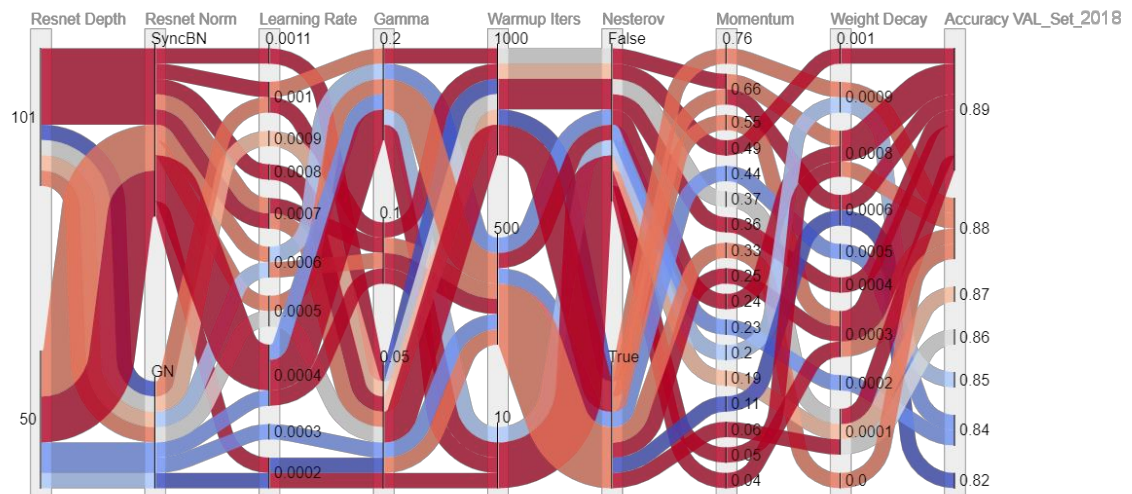 Resnet Depth Resnet Norm Learning Rate Gamma Warmup Iters Nesterov Momentum Weight Decay Accuracy VAL_Set_2018
SyncBN 0.0011 0.2 1000 False 0.76 0.001
0.66 0.0009
0.001
0.89
101
0.55
0.0009 0.49 0.0008
0.0008 0.44
0.37
0.0007 0.1 0.36 0.0006
500 0.88
0.33 0.0005
0.0006
0.25 0.0004
0.24 0.87
0.0005
0.23 0.0003 0.86
0.05 True 0.2
GN 0.0004 0.19 0.85
0.0002
0.11
50 10 0.06 0.0001 0.84
0.0003
0.05
0.0002 0.04 0.0 0.82